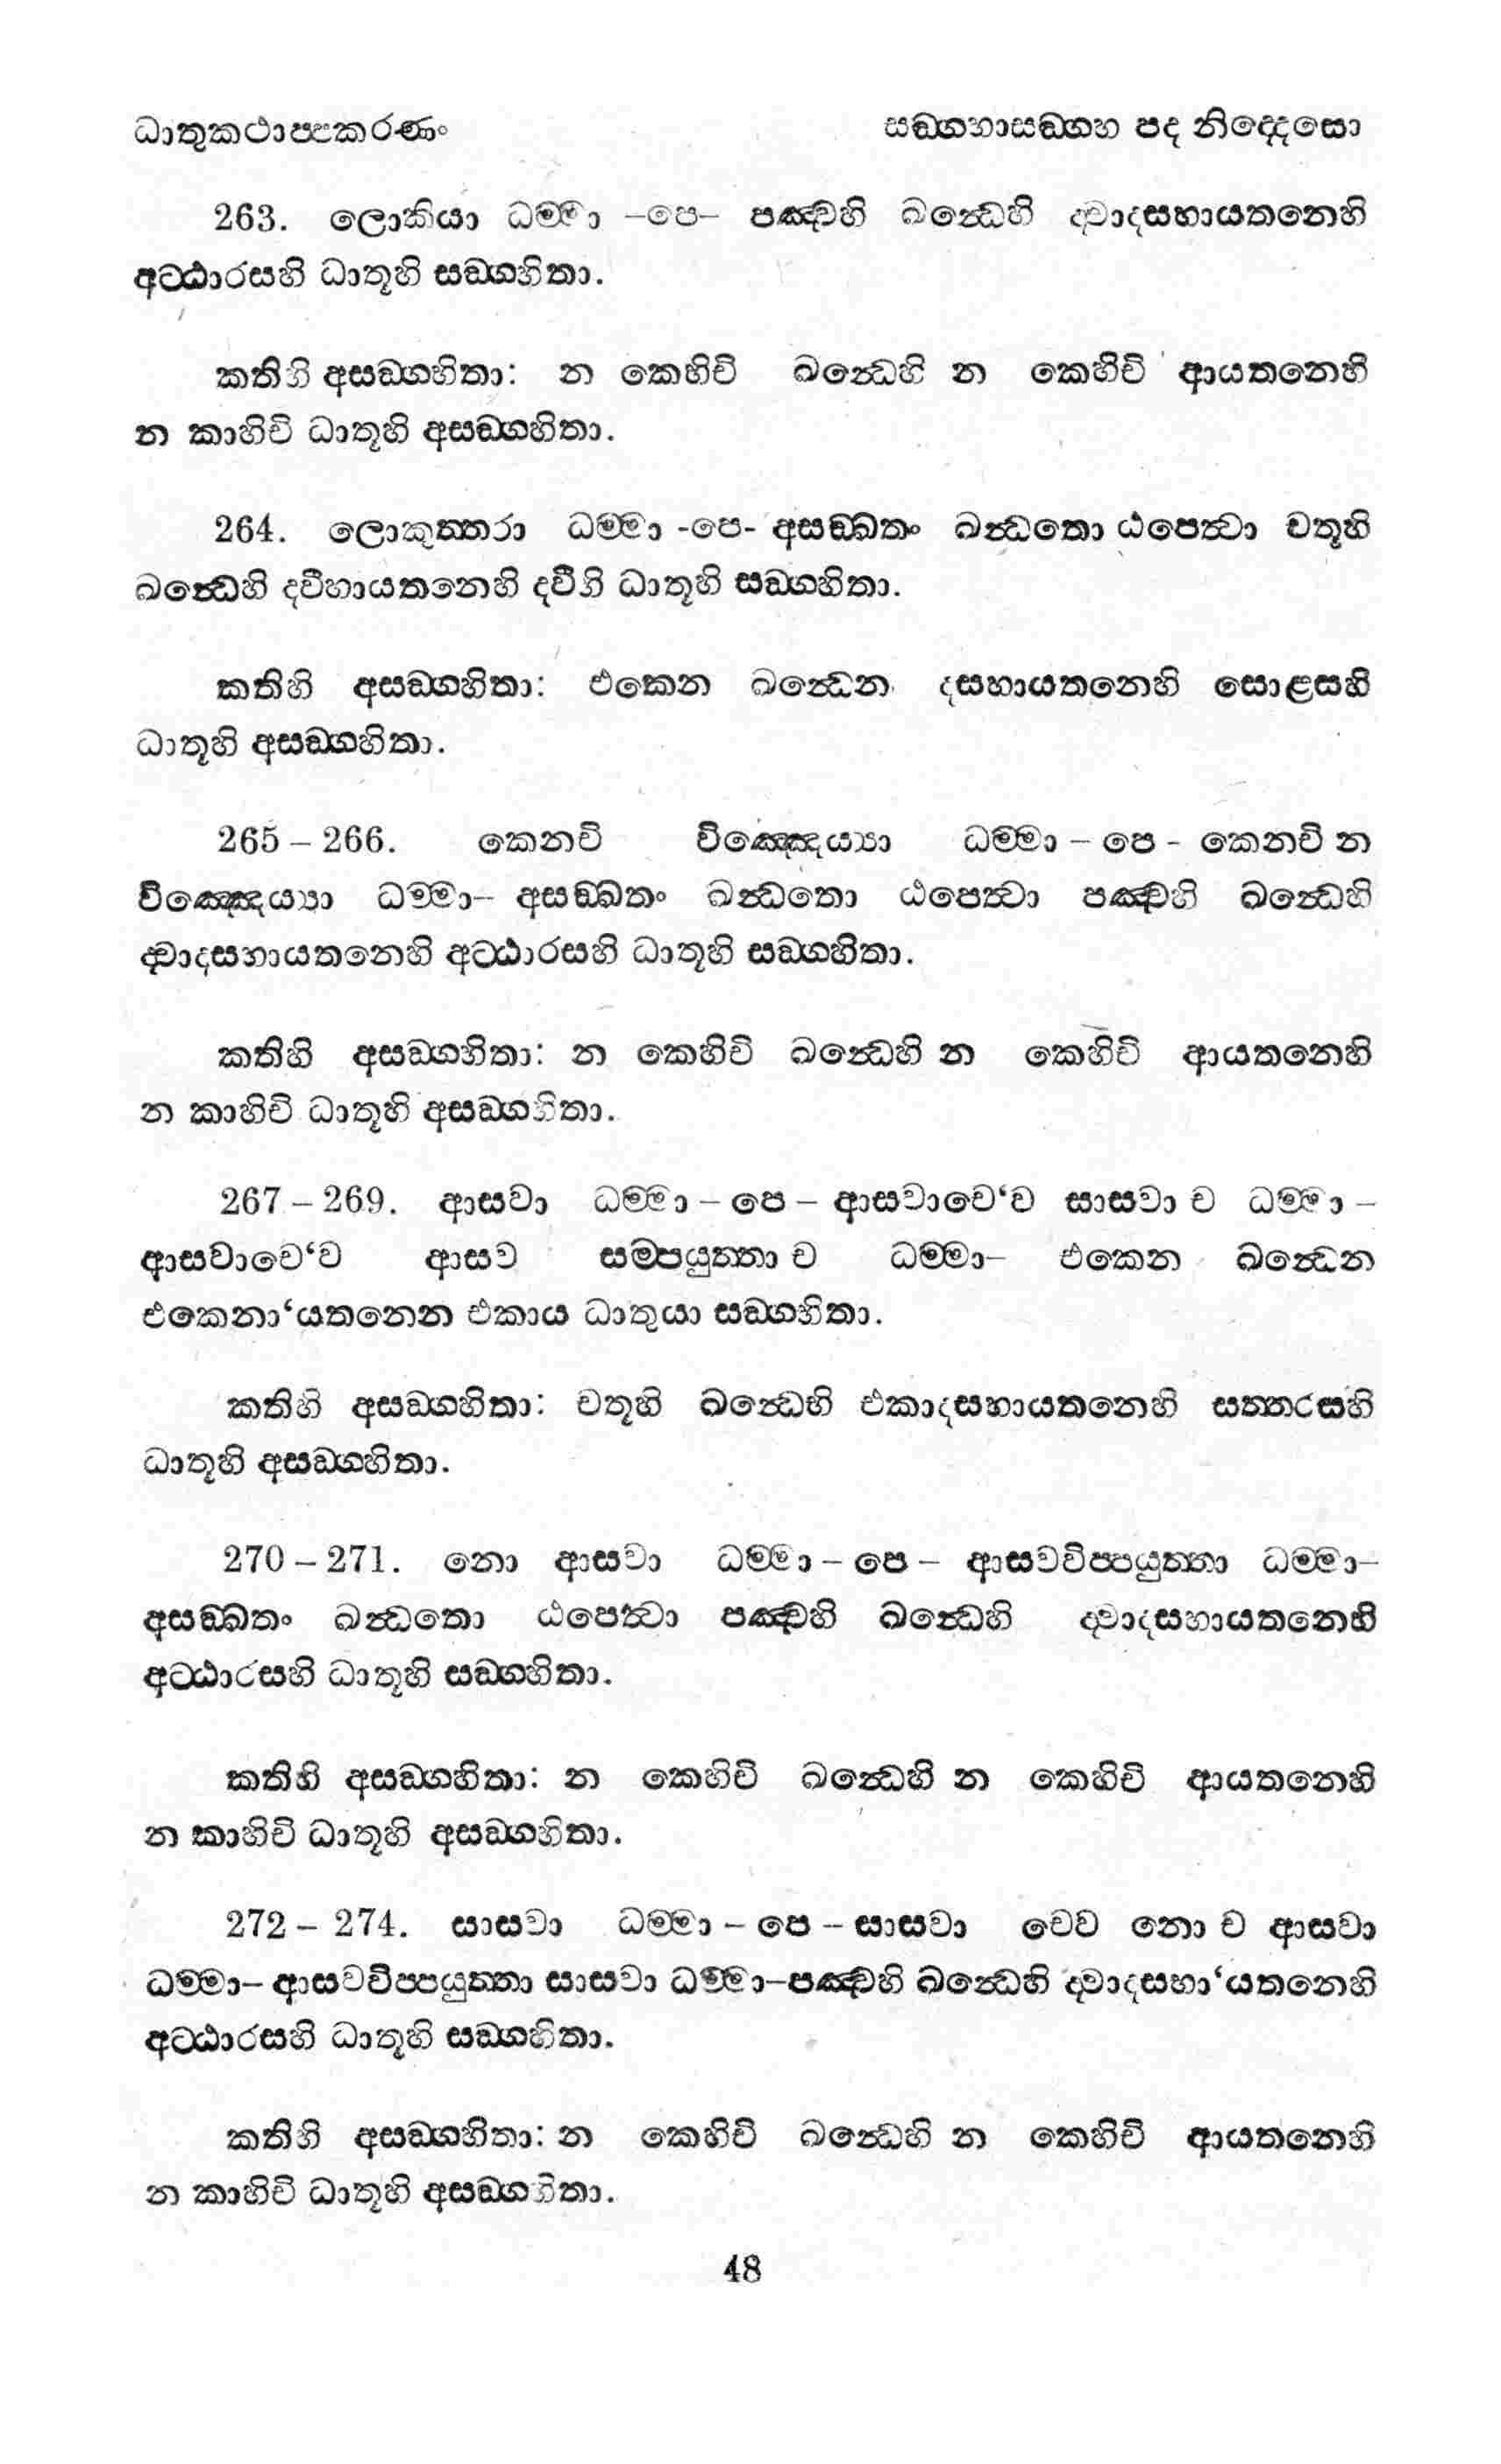 ධාතුකථාප්පකරණං සඞ්ගහාසඞ්ගහ පද නිද්දෙසො
263. ලොකියා ධම්මා –පෙ– පඤ්චහි ඛන්ධෙහි ද්වාදසහායතනෙහි
අට්ඨාරසහි ධාතූහි සඞ්ගහිතා.
කතිහි අසඞ්ගහිතා: න කෙහිචි ඛන්ධෙහි න කෙහිචි ආයතනෙහි
න කාහිචි ධාතූහි අසඞ්ගහිතා.
264. ලොකුත්තරා ධම්මා -පෙ- අසඞ්ඛතං ඛන්ධතො ඨපෙත්වා චතූහි
ඛන්ධෙහි ද්වීහායතනෙහි ද්වීහි ධාතූහි සඞ්ගහිතා.
කතිහි අසඞ්ගහිතා: එකෙන ඛන්ධෙන දසහායතනෙහි සොළසහි
ධාතූහි අසඞ්ගහිතා.
265 – 266. කෙනචි විඤ්ඤෙය්‍යා ධම්මා – පෙ - කෙනචි න
විඤ්ඤෙය්‍යා ධම්මා– අසඞ්ඛතං ඛන්ධතො ඨපෙත්වා පඤ්චහි ඛන්ධෙහි
ද්වාදසහායතනෙහි අට්ඨාරසහි ධාතූහි සඞ්ගහිතා.
කතිහි අසඞ්ගහිතා: න කෙහිචි ඛන්ධෙහි න කෙහිචි ආයතනෙහි
න කාහිචි ධාතූහි අසඞ්ගහිතා.
267 – 269. ආසවා ධම්මා – පෙ – ආසවාචෙ‘ව සාසවා ච ධම්මා –
ආසවාචෙ‘ව ආසව සම්පයුත්තා ච ධම්මා– එකෙන ඛන්ධෙන
එකෙනා‘යතනෙන එකාය ධාතුයා සඞ්ගහිතා.
කතිහි අසඞ්ගහිතා: චතූහි ඛන්ධෙහි එකාදසහායතනෙහි සත්තරසහි
ධාතූහි අසඞ්ගහිතා.
270 – 271. නො ආසවා ධම්මා – පෙ – ආසවවිප්පයුත්තා ධම්මා–
අසඞ්ඛතං ඛන්ධතො ඨපෙත්වා පඤ්චහි ඛන්ධෙහි ද්වාදසහායතනෙහි
අට්ඨාරසහි ධාතූහි සඞ්ගහිතා.
කතිහි අසඞ්ගහිතා: න කෙහිචි ඛන්ධෙහි න කෙහිචි ආයතනෙහි
න කාහිචි ධාතූහි අසඞ්ගහිතා.
272 – 274. සාසවා ධම්මා – පෙ – සාසවා චෙව නො ච ආසවා
ධම්මා– ආසවවිප්පයුත්තා සාසවා ධම්මා–පඤ්චහි ඛන්ධෙහි ද්වාදසහා‘යතනෙහි
අට්ඨාරසහි ධාතූහි සඞ්ගහිතා.
කතිහි අසඞ්ගහිතා: න කෙහිචි ඛන්ධෙහි න කෙහිචි ආයතනෙහි
න කාහිචි ධාතූහි අසඞ්ගහිතා.
48